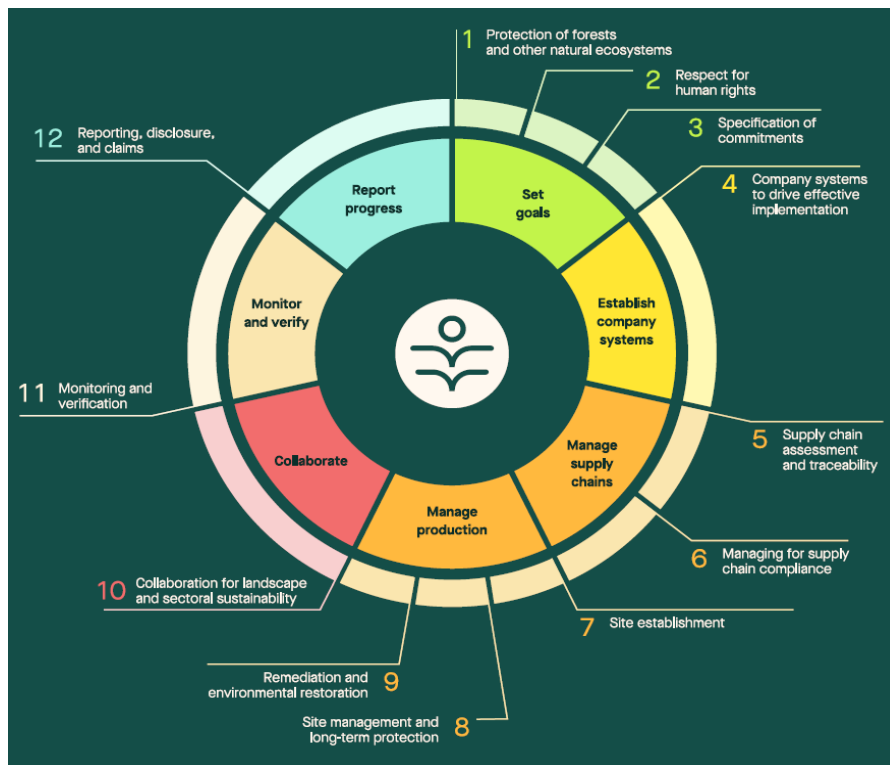 1 Protection of forests
and other natural ecosystems
2 Respect for
human rights
3 Specification of
commitments
4 Company systems
to drive effective
implementation
5 Supply chain
assessment
and traceability
6 Managing for supply
chain compliance
7 Site establishment
8 Site management and
long-term protection
9 Remediation and
environmental restoration
10 Collaboration for landscape
and sectoral sustainability
11 Monitoring and
verification
12 Reporting, disclosure,
and claims
Set
goals
Establish
company
systems
Manage
supply
chains
Manage
production
Collaborate
Monitor
and verify
Report
progress